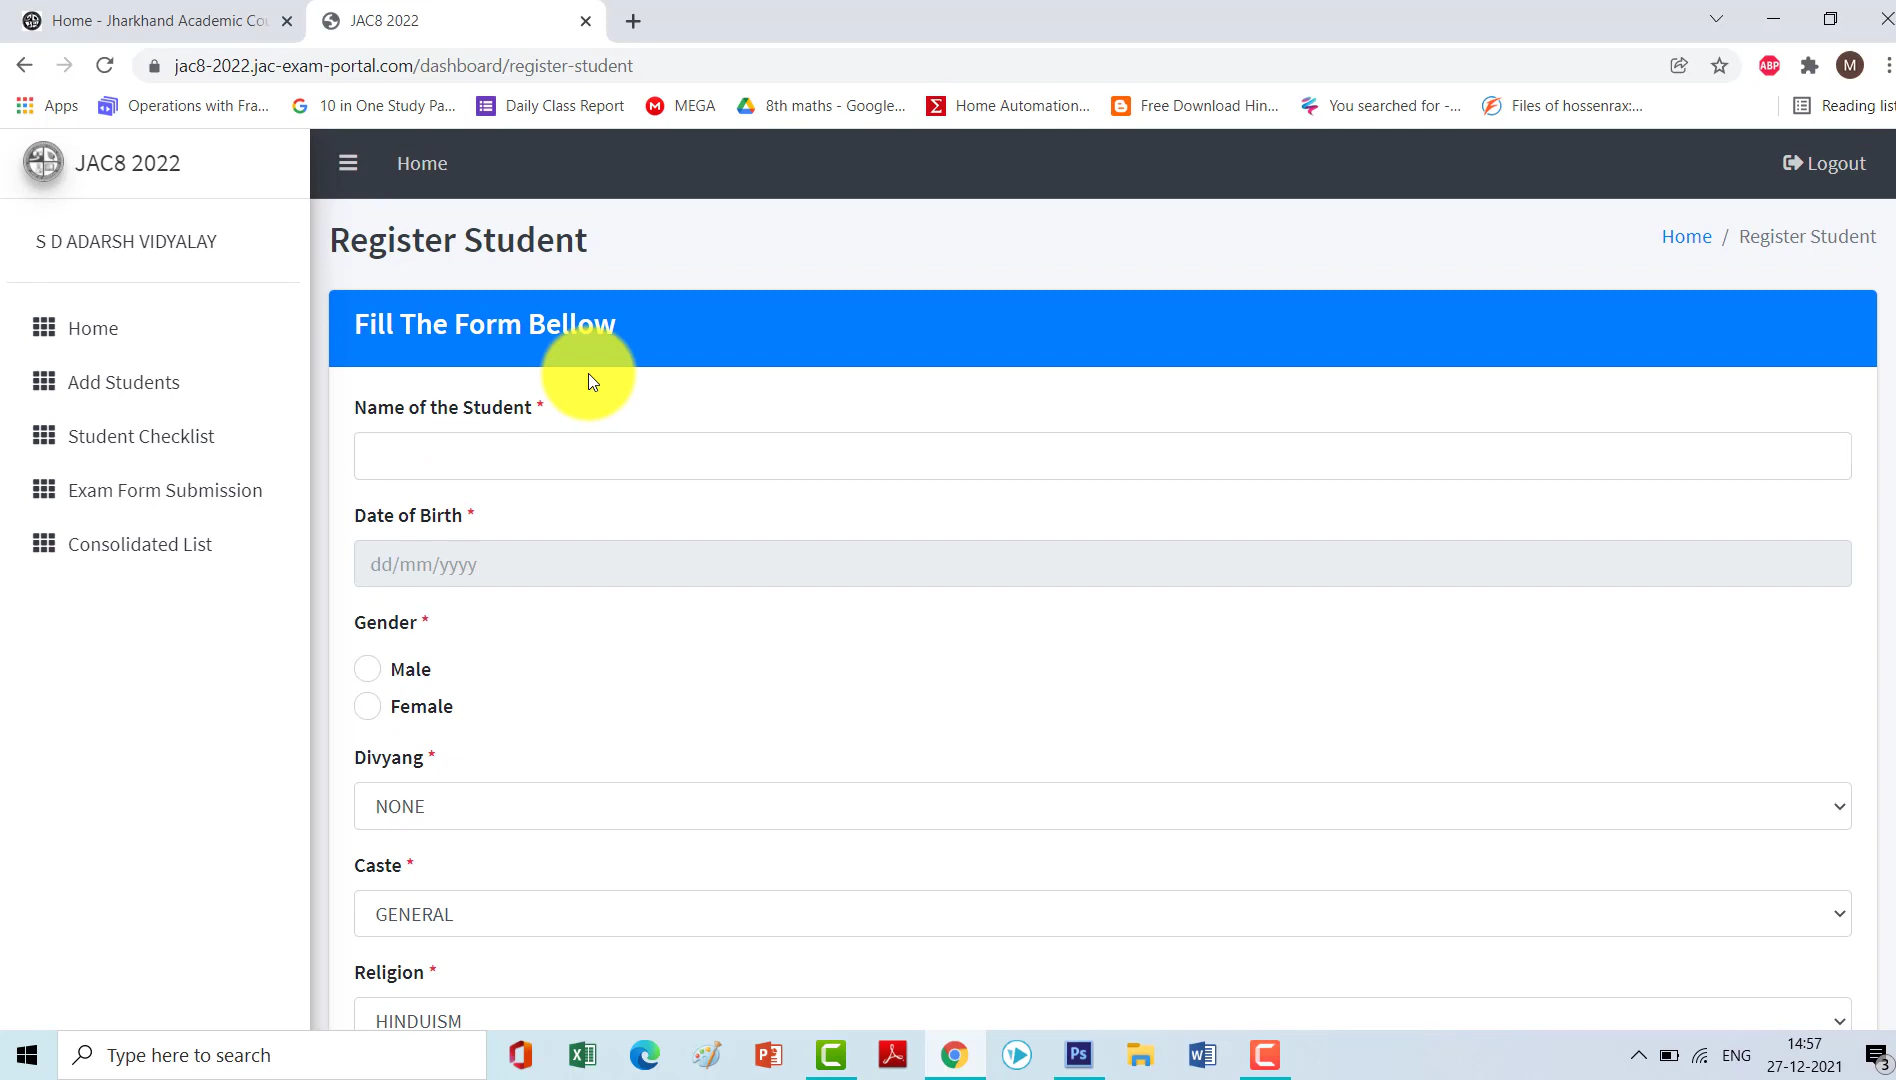 Home - Jharkhand Academic Cou
JAC8 2022
jac8-2022.jac-exam-portal.com/dashboard/register-student
ABP
M
Apps
Operations with Fra...
10 in One Study Pa...
Daily Class Report
MEGA
8th maths - Google...
Home Automation...
Free Download Hin...
You searched for -...
Files of hossenrax:...
Reading list
JAC8 2022
Home
Logout
S D ADARSH VIDYALAY
Register Student
Home / Register Student
Home
Add Students
Student Checklist
Exam Form Submission
Consolidated List
Fill The Form Bellow
Name of the Student *
Date of Birth *
dd/mm/yyyy
Gender *
Male
Female
Divyang *
NONE
Caste *
GENERAL
Religion *
HINDUISM
Type here to search
Ps
ENG
14:57
27-12-2021
3